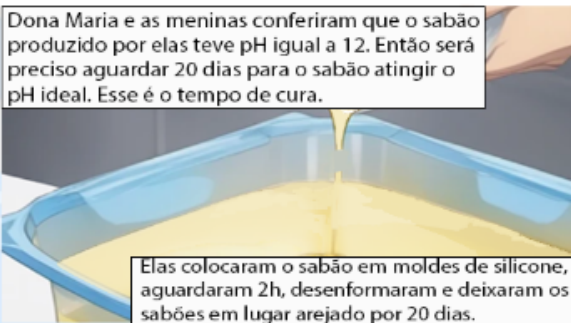 Dona Maria e as meninas conferiram que o sabão
produzido por elas teve pH igual a 12. Então será
preciso aguardar 20 dias para o sabão atingir o
pH ideal. Esse é o tempo de cura.
Elas colocaram o sabão em moldes de silicone,
aguardaram 2h, desenformaram e deixaram os
sabões em lugar arejado por 20 dias.